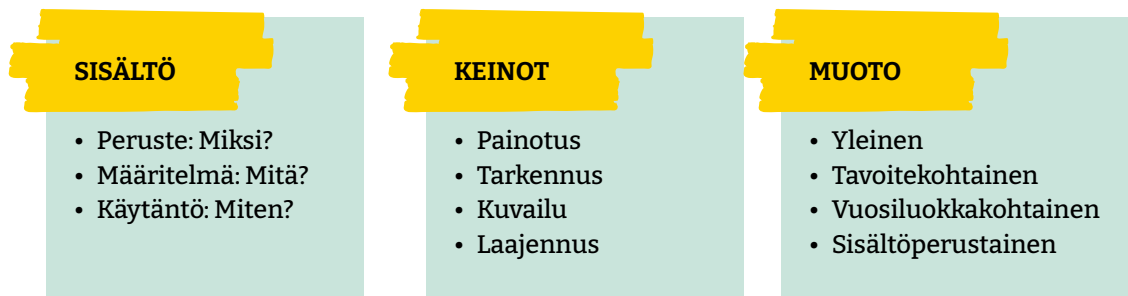 SISÄLTÖ
• Peruste: Miksi?
• Määritelmä: Mitä?
• Käytäntö: Miten?
KEINOT
• Painotus
• Tarkennus
• Kuvailu
• Laajennus
MUOTO
• Yleinen
• Tavoitekohtainen
• Vuosiluokkakohtainen
• Sisältöperustainen